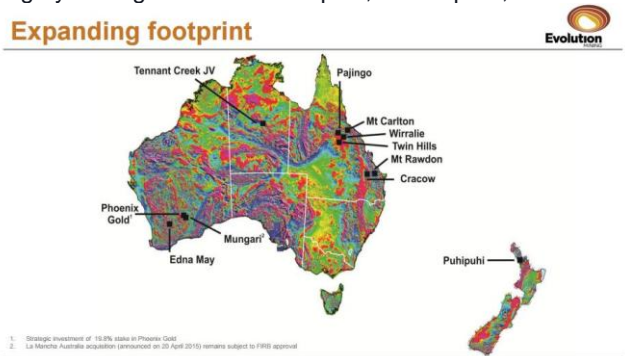 Expanding footprint
Evolution
MINING
Tennant Creek JV
Pajingo
Mt Carlton
Wirralie
Twin Hills
Mt Rawdon
Cracow
Phoenix
Gold¹
Mungari²
Edna May
Puhipuhi
1. Strategic investment of 19.8% stake in Phoenix Gold
2. La Mancha Australia acquisition (announced on 20 April 2015) remains subject to FIRB approval